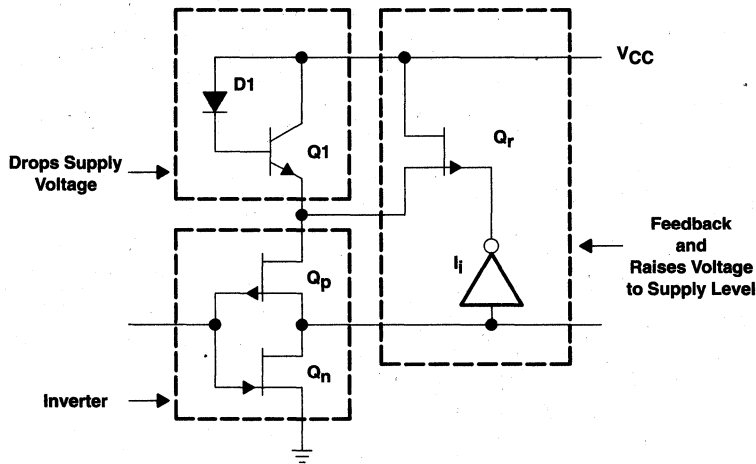 VCC
D1
Q1
Qr
Drops Supply
Voltage
Feedback
and
Raises Voltage
to Supply Level
Ii
Qp
Qn
Inverter